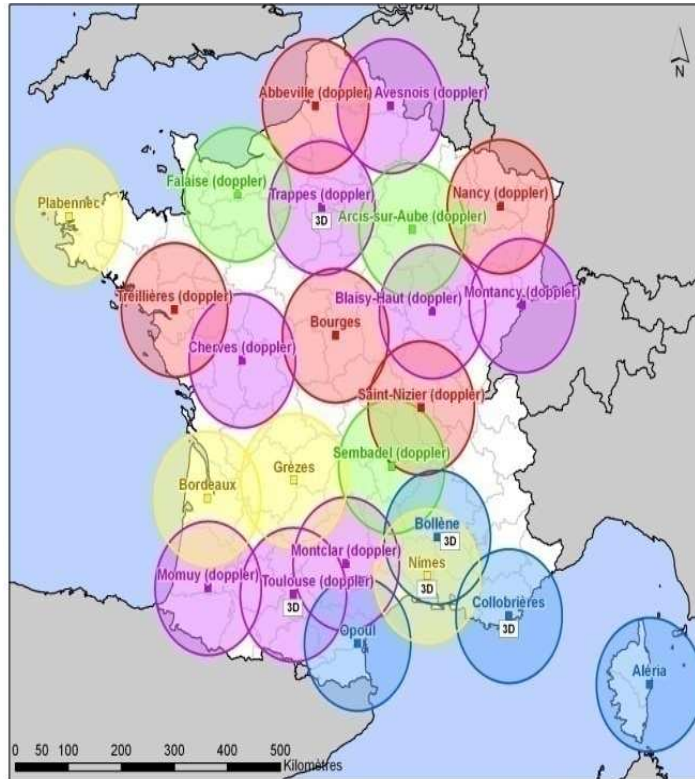 N
Abbeville (doppler)
Avesnois (doppler)
Falaise (doppler)
Trappes (doppler)
3D
Nancy (doppler)
Plabennec
Arcis-sur-Aube (doppler)
Treillières (doppler)
Blaisy-Haut (doppler)
Montancy (doppler)
Bourges
Cherves (doppler)
Saint-Nizier (doppler)
Sembadel (doppler)
Grèzes
Bordeaux
Bollène
3D
Montclar (doppler)
Nimes
3D
Momuy (doppler)
Toulouse (doppler)
3D
Collobrières
3D
Opoul
Aléria
0 50 100 200 300 400 500
Kilomètres